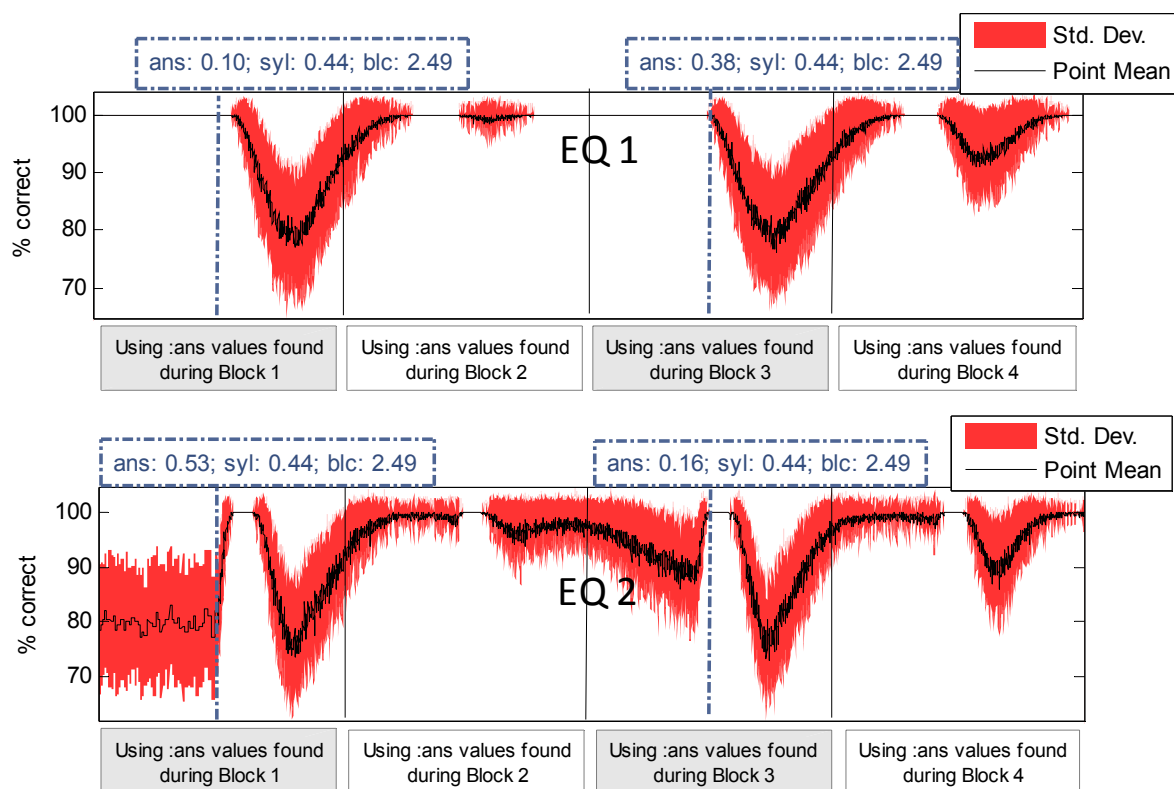 Std. Dev.
Point Mean
ans: 0.10; syl: 0.44; blc: 2.49
ans: 0.38; syl: 0.44; blc: 2.49
100
90
80
70
% correct
EQ 1
Using :ans values found
during Block 1
Using :ans values found
during Block 2
Using :ans values found
during Block 3
Using :ans values found
during Block 4
Std. Dev.
Point Mean
ans: 0.53; syl: 0.44; blc: 2.49
ans: 0.16; syl: 0.44; blc: 2.49
100
90
80
70
% correct
EQ 2
Using :ans values found
during Block 1
Using :ans values found
during Block 2
Using :ans values found
during Block 3
Using :ans values found
during Block 4